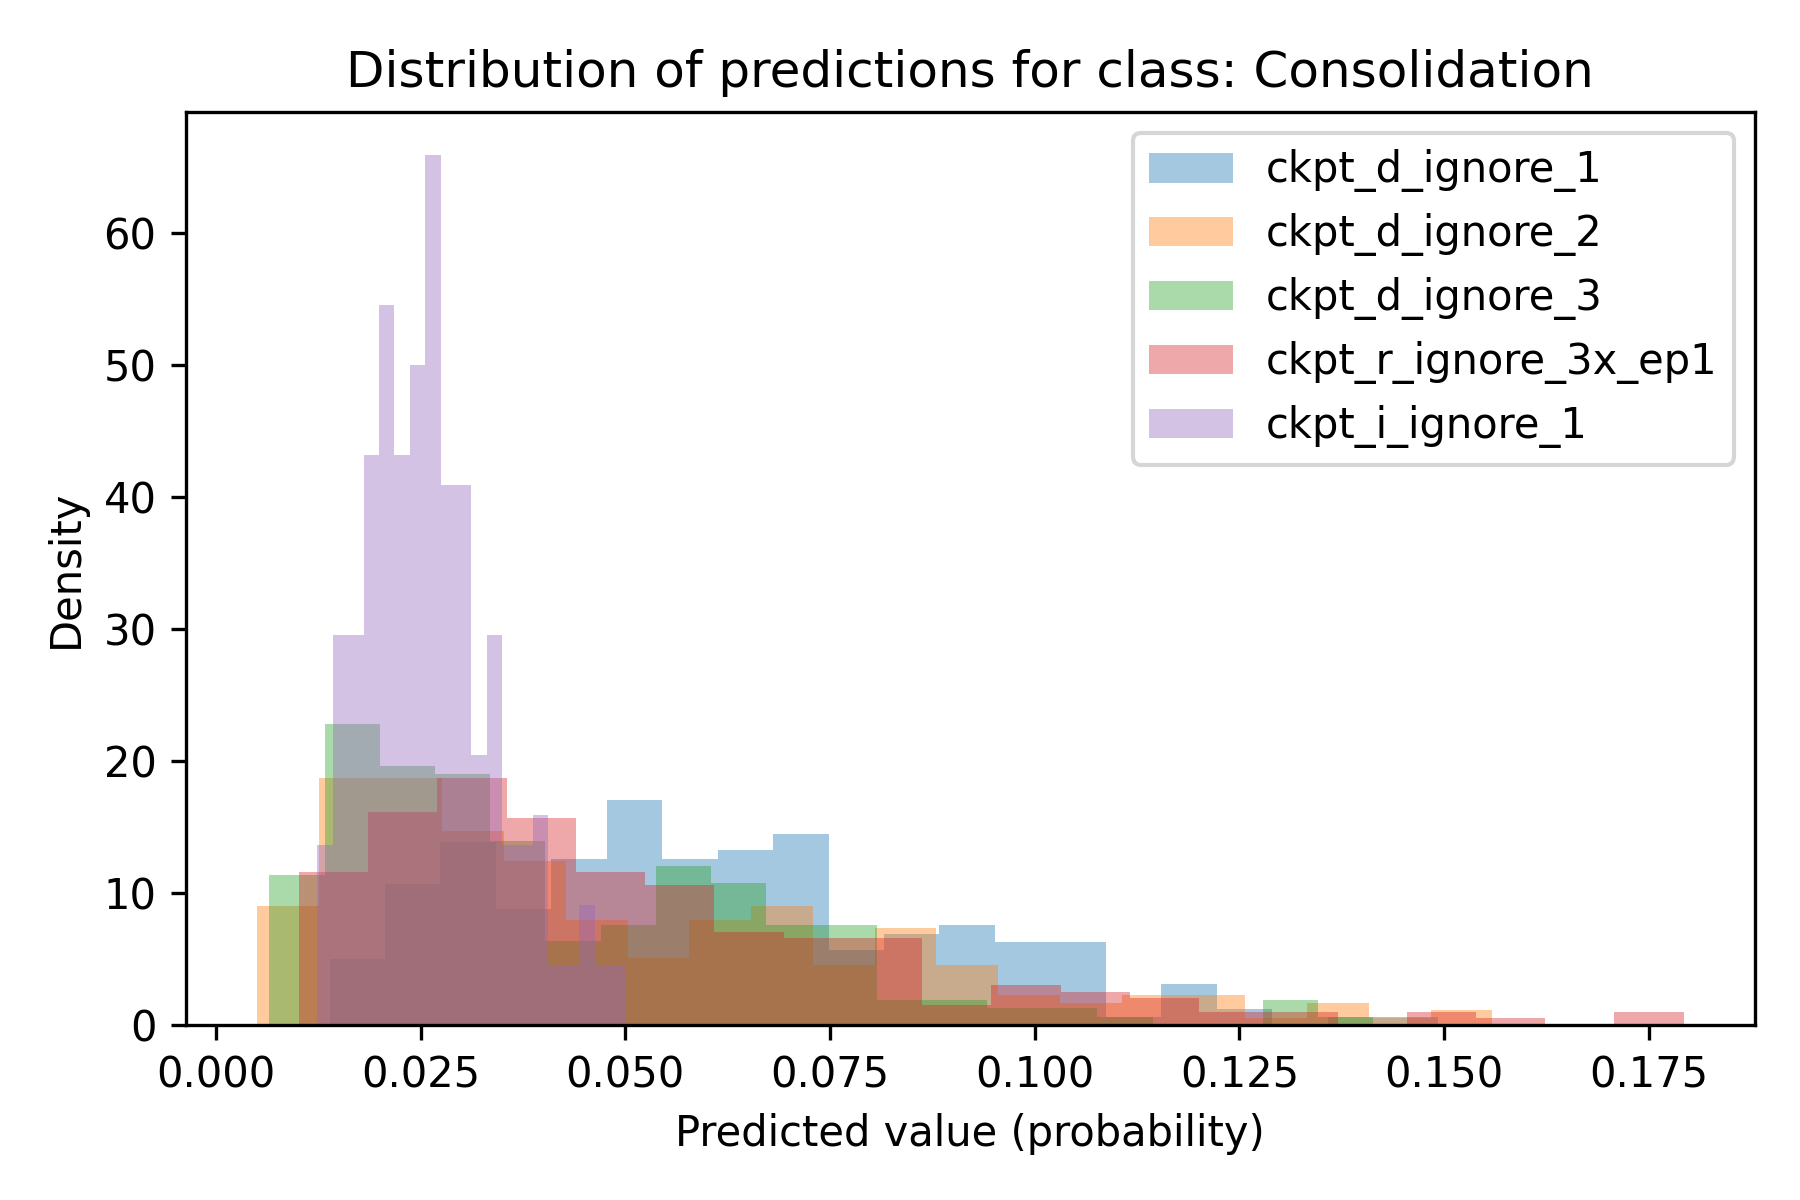 Distribution of predictions for class: Consolidation
ckpt_d_ignore_1
ckpt_d_ignore_2
ckpt_d_ignore_3
ckpt_r_ignore_3x_ep1
ckpt_i_ignore_1
Density
60
50
40
30
20
10
0
0.000 0.025 0.050 0.075 0.100 0.125 0.150 0.175
Predicted value (probability)